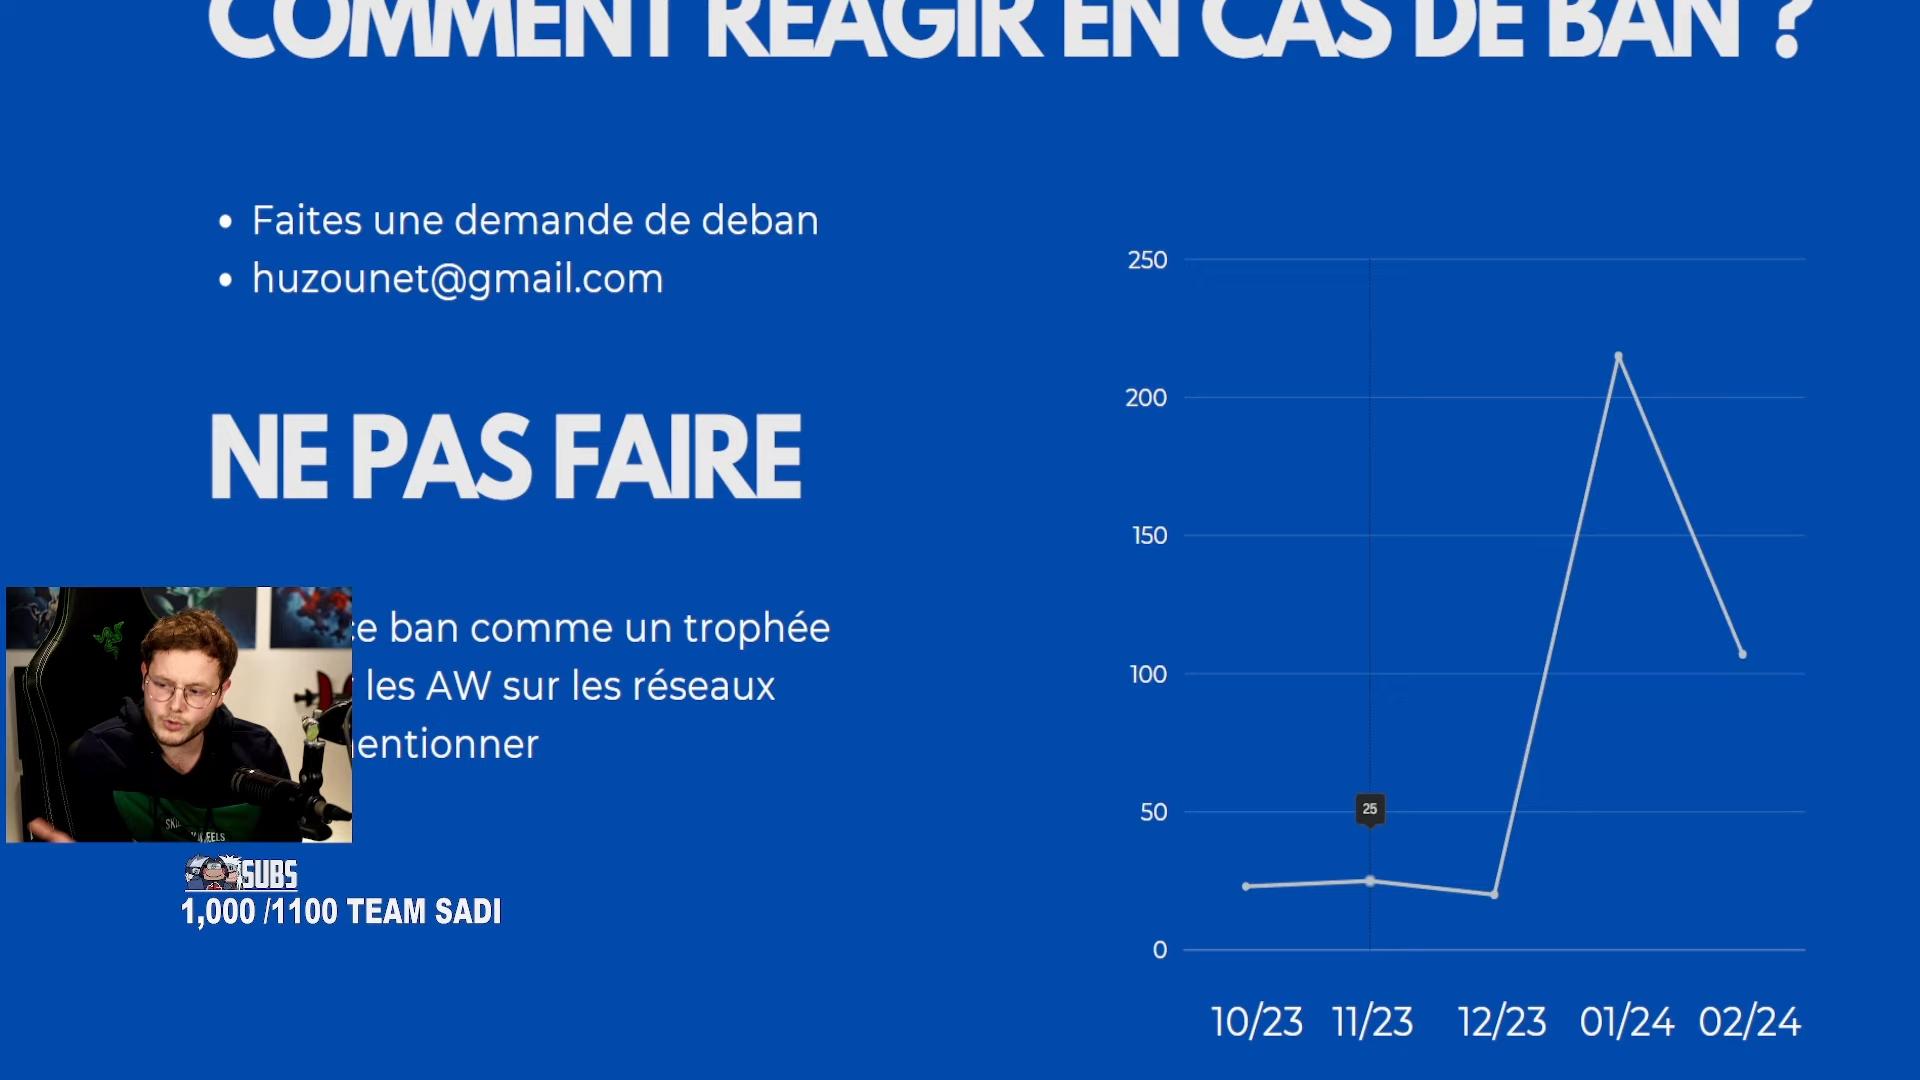 COMMENT RÉAGIR EN CAS DE BAN ?
Faites une demande de deban
huzounet@gmail.com
NE PAS FAIRE
ban comme un trophée
les AW sur les réseaux
250
200
150
100
50
0
25
10/23 11/23 12/23 01/24 02/24
SUBS
1,000 /1100 TEAM SADI